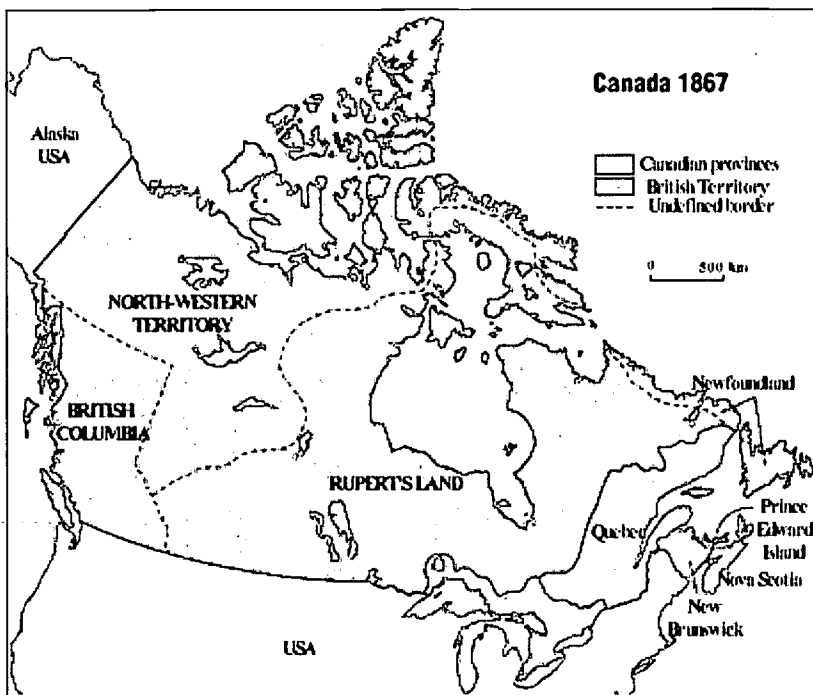 Canada 1867
Canadian provinces
British Territory
Undefined border
0 500 km
Alaska
USA
NORTH-WESTERN
TERRITORY
BRITISH
COLUMBIA
RUPERT'S LAND
Newfoundland
Quebec
Prince
Edward
Island
Nova Scotia
New
Brunswick
USA